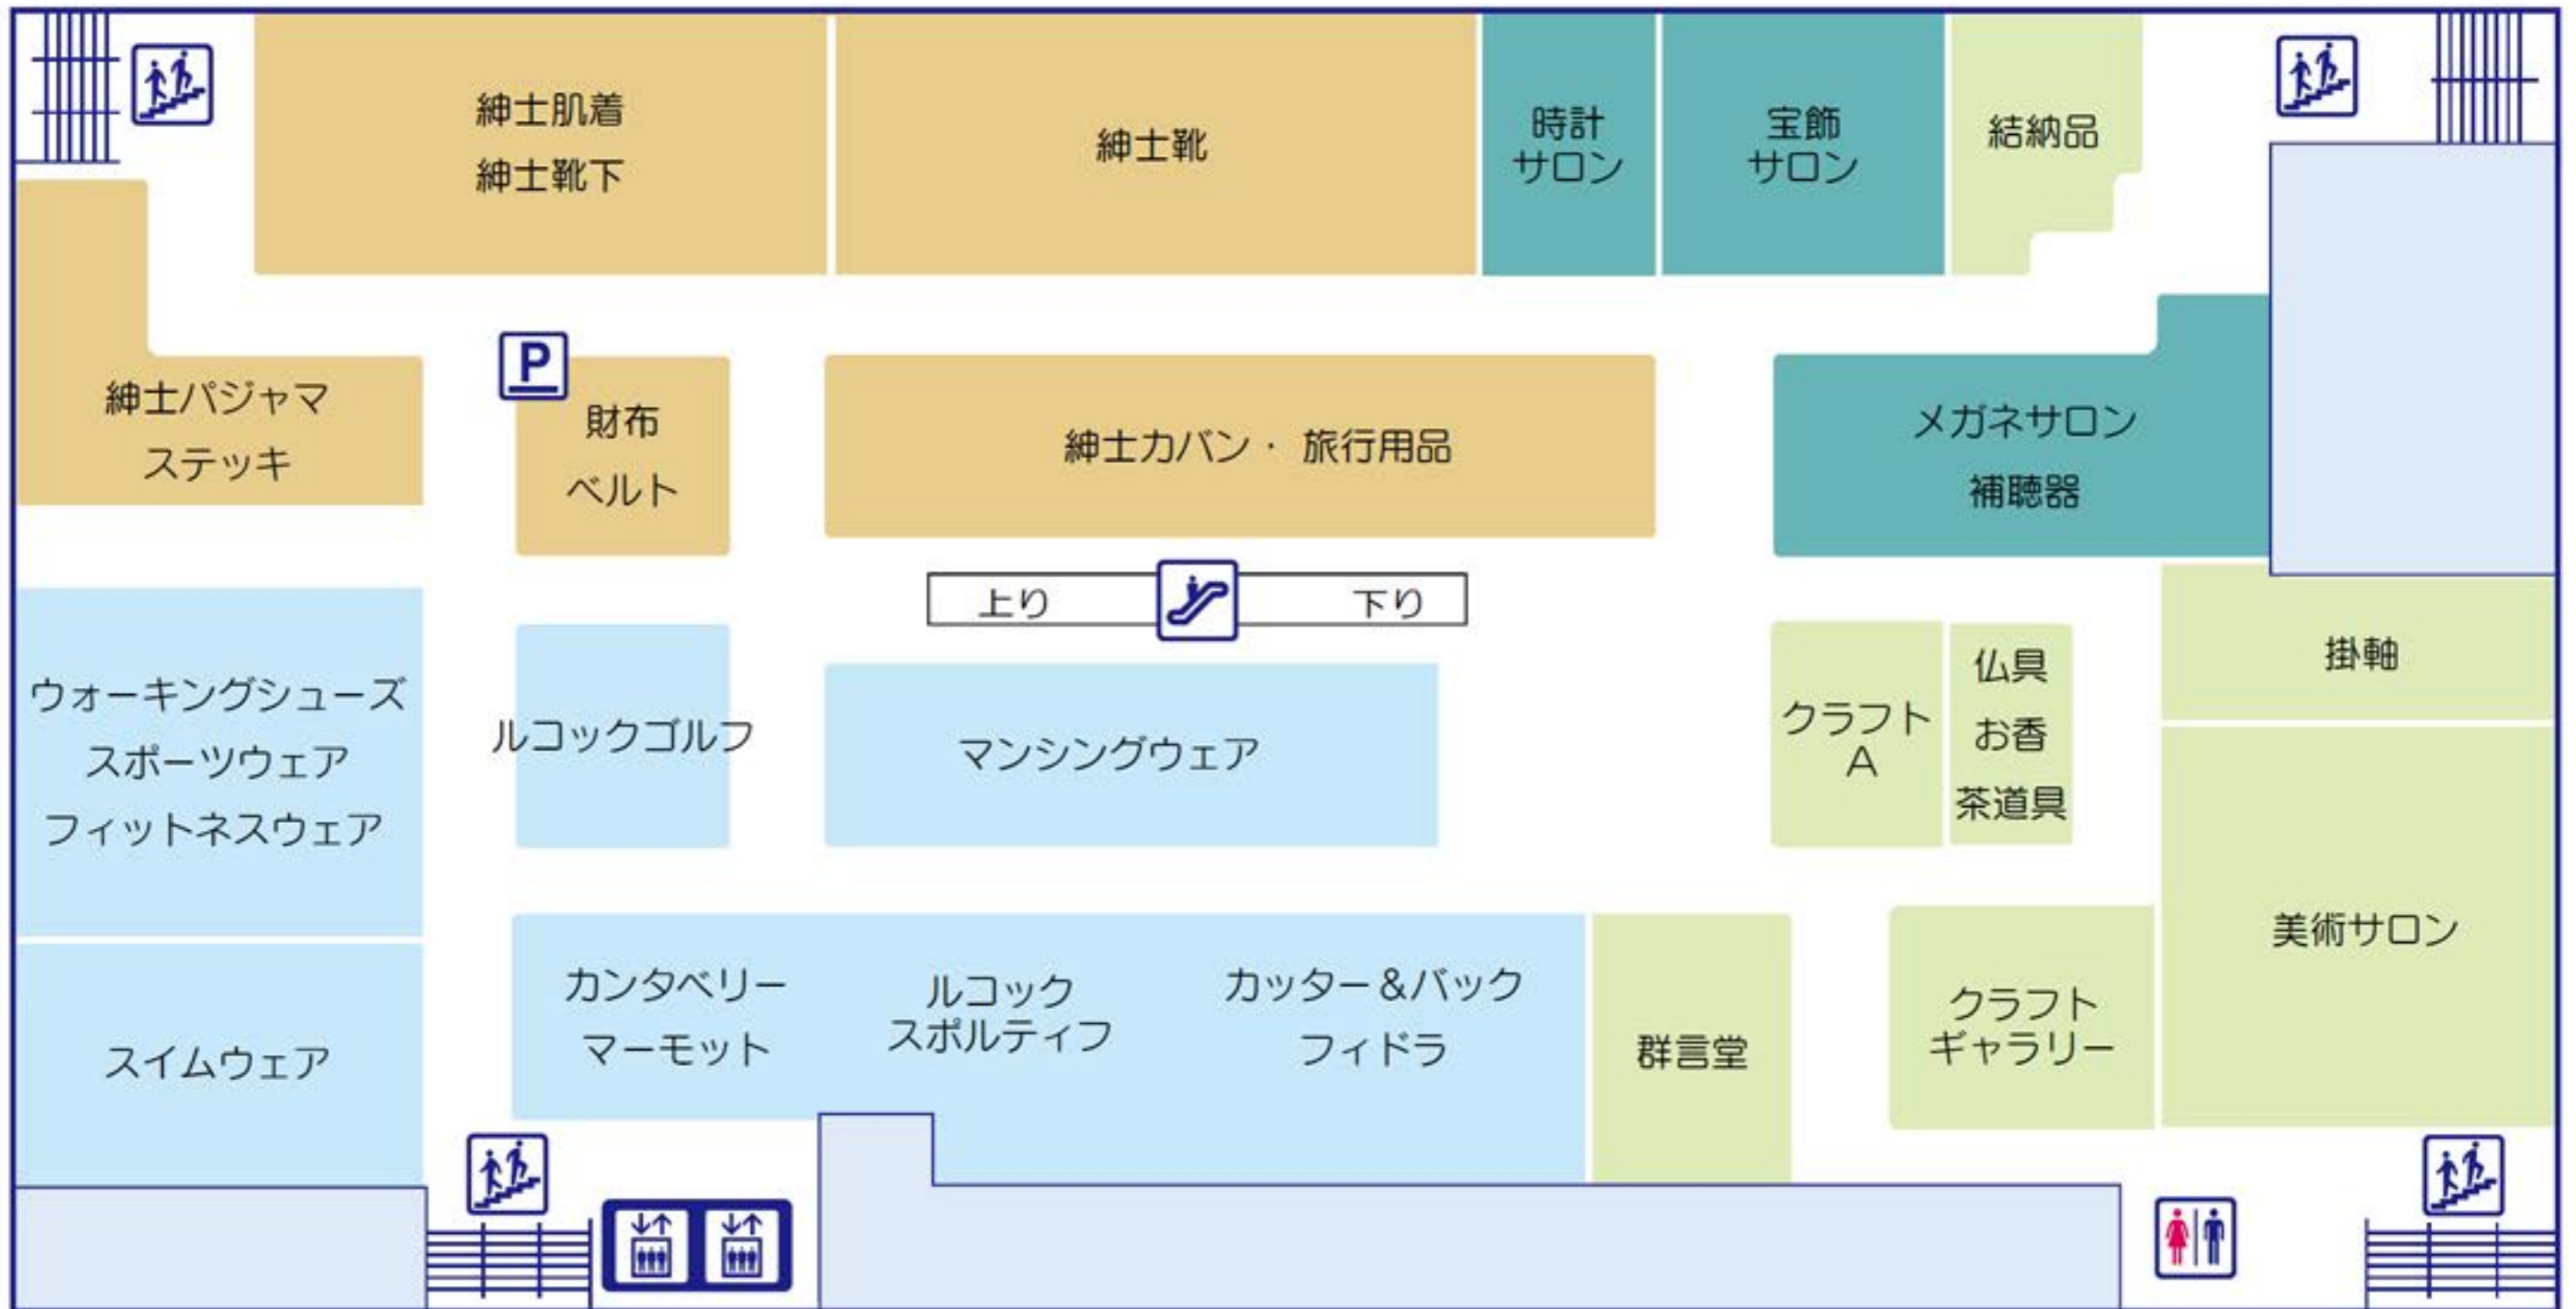 紳士肌着
紳士靴下
紳士靴
時計
サロン
宝飾
サロン
結納品
紳士パジャマ
ステッキ
P
財布
ベルト
紳士カバン・ 旅行用品
メガネサロン
補聴器
上り
下り
ウォーキングシューズ
スポーツウェア
フィットネスウェア
ルコックゴルフ
マンシングウェア
クラフト
A
仏具
お香
茶道具
掛軸
美術サロン
スイムウェア
カンタベリー
マーモット
ルコック
スポルティフ
カッター&バック
フィドラ
群言堂
クラフト
ギャラリー